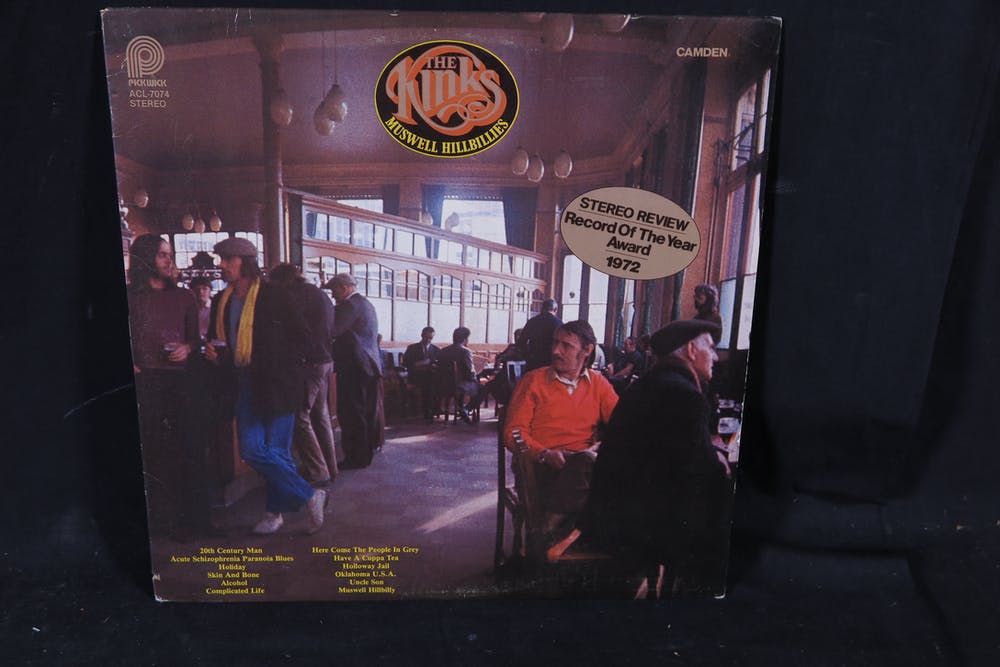 PICKWICK
ACL-7074
STEREO
THE
Kinks
MUSWELL HILLBILLIES
CAMDEN
STEREO REVIEW
Record Of The Year
Award
1972
20th Century Man
Acute Schizophrenia Paranoia Blues
Holiday
Skin And Bone
Alcohol
Complicated Life
Here Come The People In Grey
Have A Cuppa Tea
Holloway Jail
Oklahoma U.S.A.
Uncle Son
Muswell Hillbilly